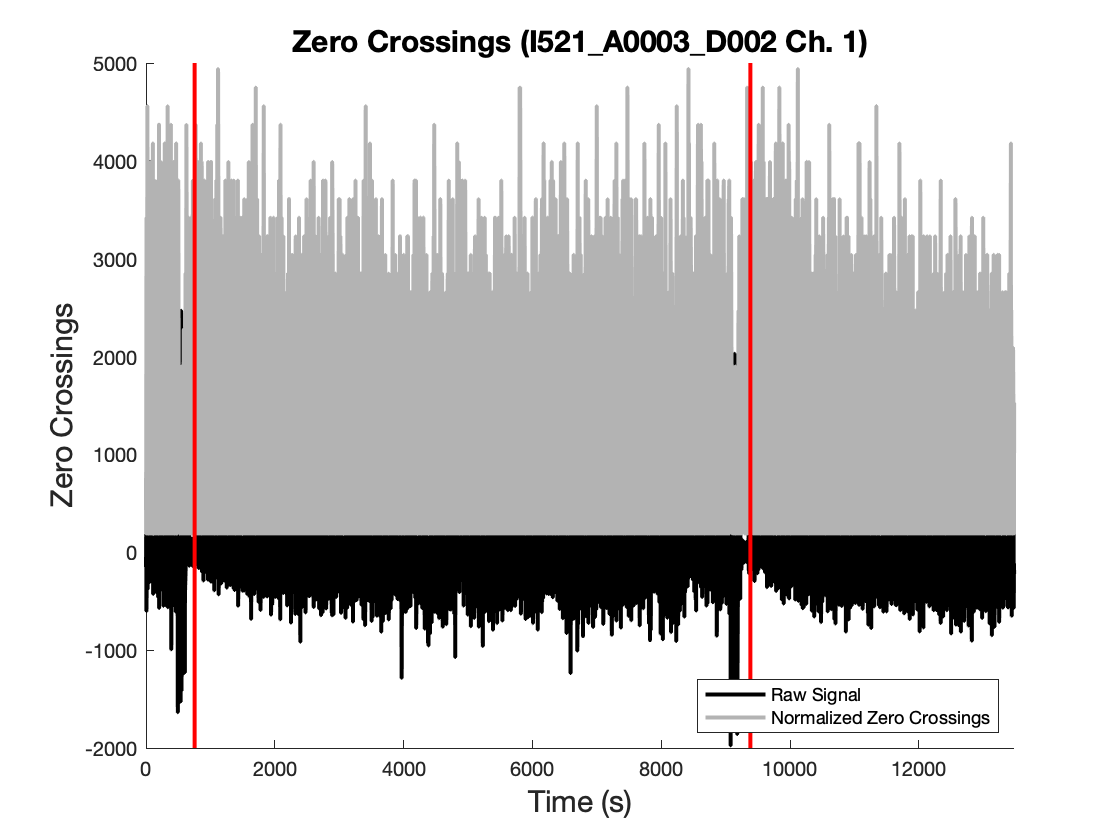 Zero Crossings (I521_A0003_D002 Ch. 1)
5000
4000
3000
2000
1000
0
-1000
-2000
Zero Crossings
Raw Signal
Normalized Zero Crossings
0 2000 4000 6000 8000 10000 12000
Time (s)